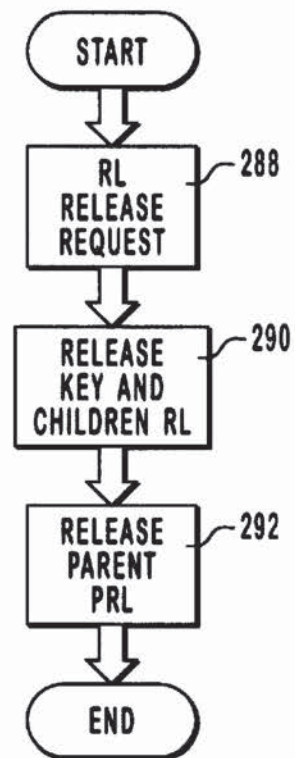 START
RL
RELEASE
REQUEST
288
RELEASE
KEY AND
CHILDREN RL
290
RELEASE
PARENT
PRL
292
END